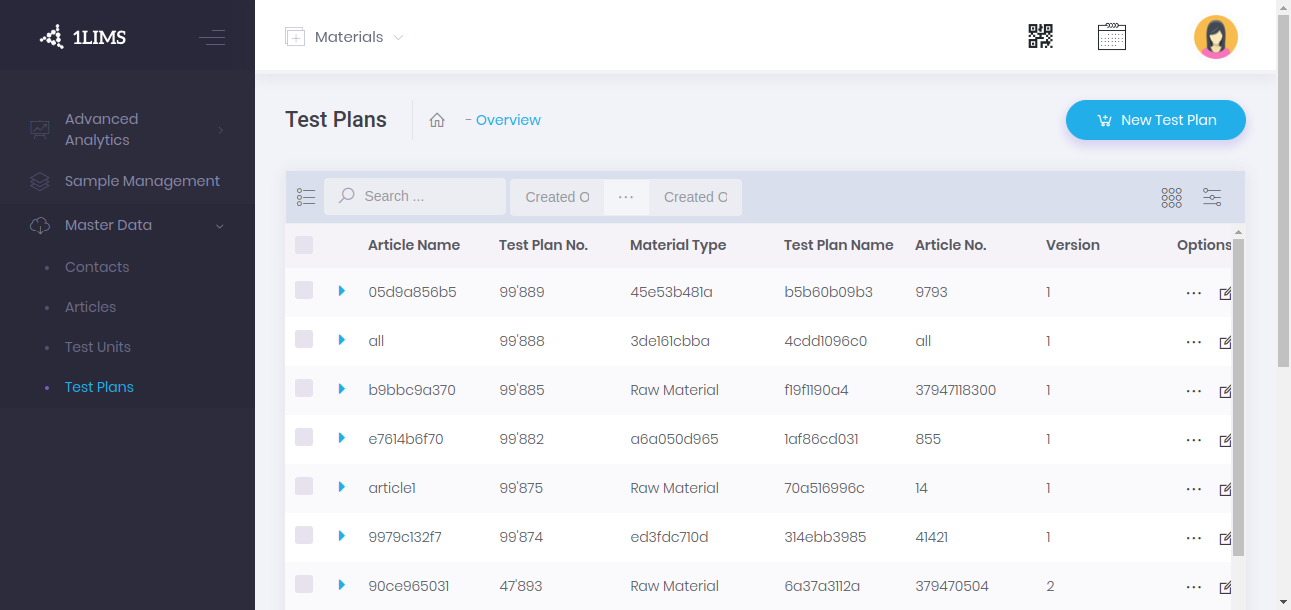 1LIMS
Materials
Advanced
Analytics
Sample Management
Master Data
Contacts
Articles
Test Units
Test Plans
Test Plans
- Overview
New Test Plan
Search ...
Created O
...
Created O
Article Name Test Plan No. Material Type Test Plan Name Article No. Version Options
05d9a856b5 99'889 45e53b481a b5b60b09b3 9793 1
all 99'888 3de161cbba 4cdd1096c0 all 1
b9bbc9a370 99'885 Raw Material f19f1190a4 37947118300 1
e7614b6f70 99'882 a6a050d965 1af86cd031 855 1
article1 99'875 Raw Material 70a516996c 14 1
9979c132f7 99'874 ed3fdc710d 314ebb3985 41421 1
90ce965031 47'893 Raw Material 6a37a3112a 379470504 2